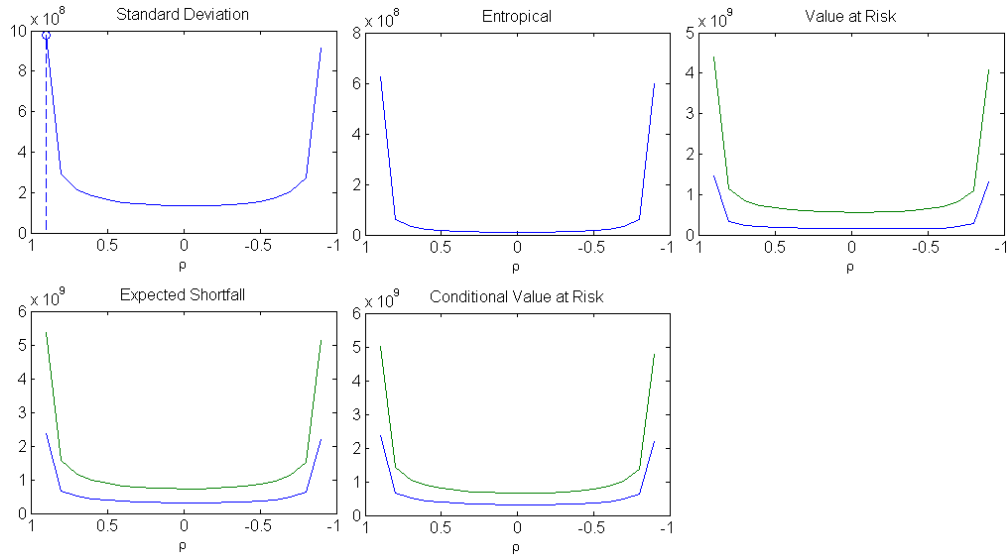 Standard Deviation
x 10^8
10
8
6
4
2
0
1 0.5 0 -0.5 -1
ρ
Entropical
x 10^8
8
6
4
2
0
1 0.5 0 -0.5 -1
ρ
Value at Risk
x 10^9
5
4
3
2
1
0
1 0.5 0 -0.5 -1
ρ
Expected Shortfall
x 10^9
6
5
4
3
2
1
0
1 0.5 0 -0.5 -1
ρ
Conditional Value at Risk
x 10^9
6
5
4
3
2
1
0
1 0.5 0 -0.5 -1
ρ